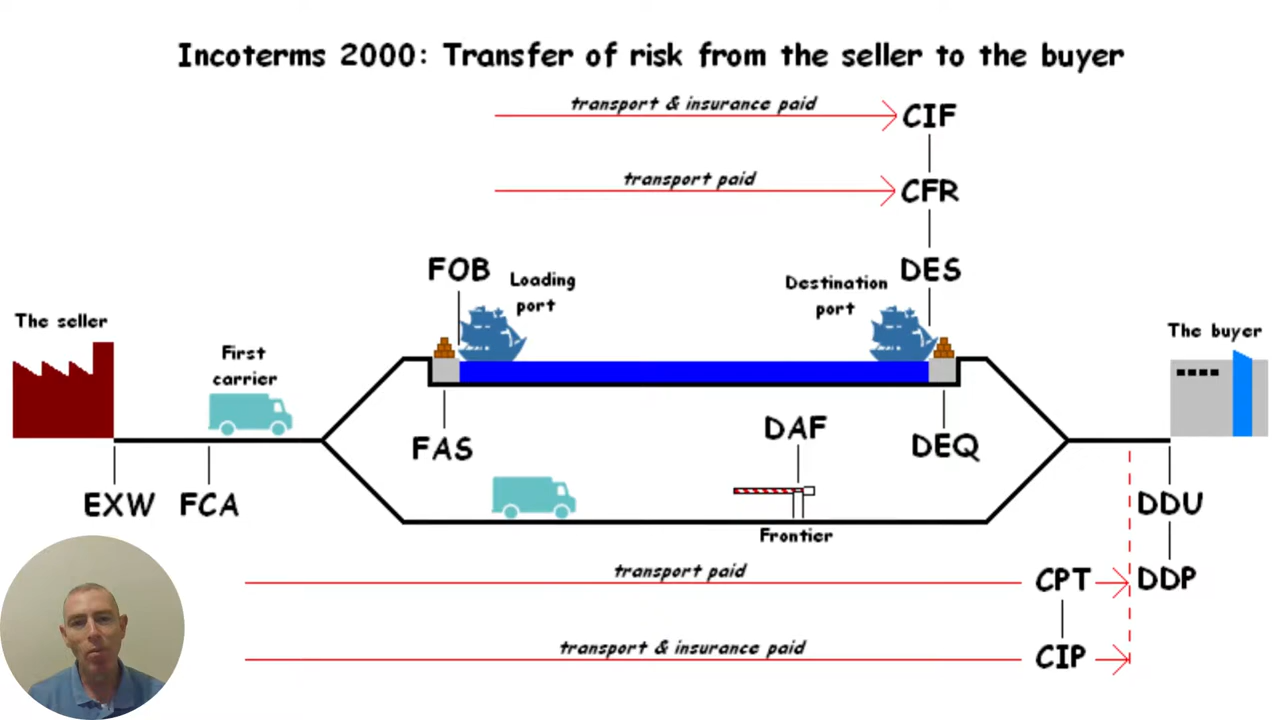 Incoterms 2000: Transfer of risk from the seller to the buyer
transport & insurance paid
CIF
transport paid
CFR
FOB
Loading
port
Destination
port
DES
The seller
The buyer
First
carrier
FAS
DAF
DEQ
EXW
FCA
DDU
Frontier
transport paid
CPT
DDP
transport & insurance paid
CIP